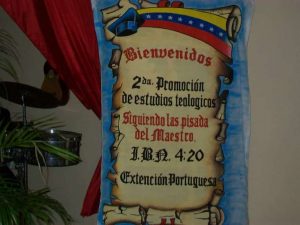 Bienvenidos
2da. Promoción
de estudios teologicos
Siguiendo las pisada
del Maestro.
I.B.N. 4:20
Extención Portuguesa